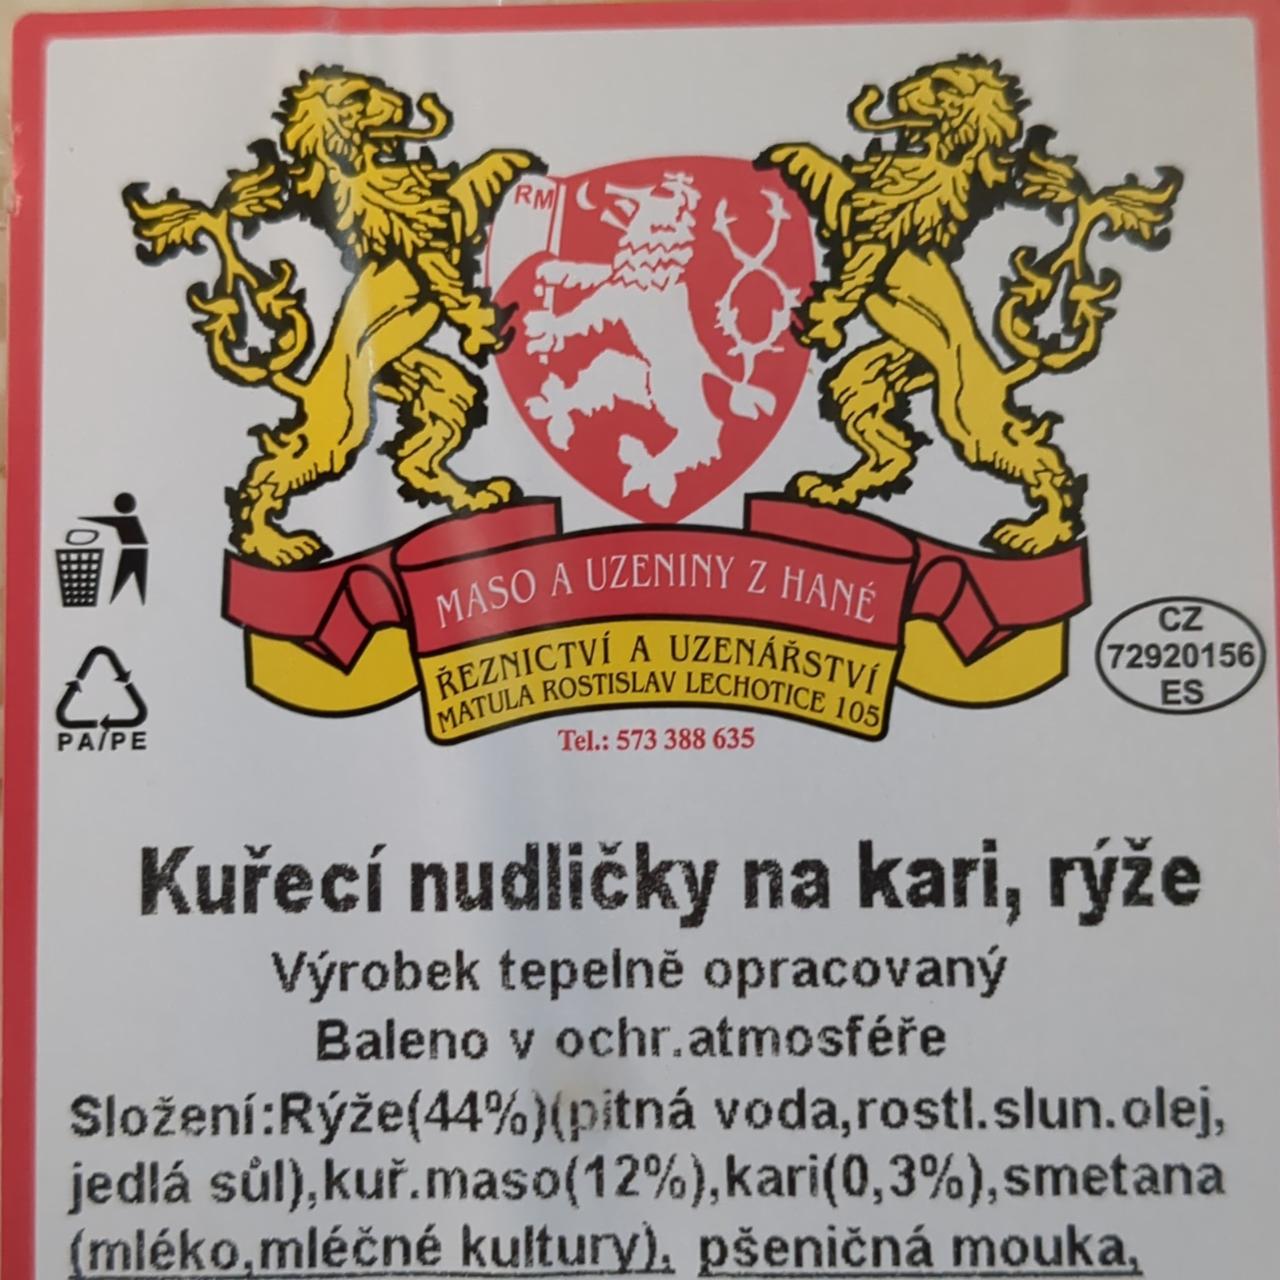 RM
MASO A UZENINY Z HANÉ
ŘEZNICTVÍ A UZENÁŘSTVÍ
MATULA ROSTISLAV LECHOTICE 105
Tel.: 573 388 635
PA/PE
CZ
72920156
ES
Kuřecí nudličky na kari, rýže
Výrobek tepelně opracovaný
Baleno v ochr.atmosféře
Složení:Rýže(44%)(pitná voda,rostl.slun.olej,
jedlá sůl),kuř.maso(12%),kari(0,3%),smetana
(mléko,mléčné kultury), pšeničná mouka,